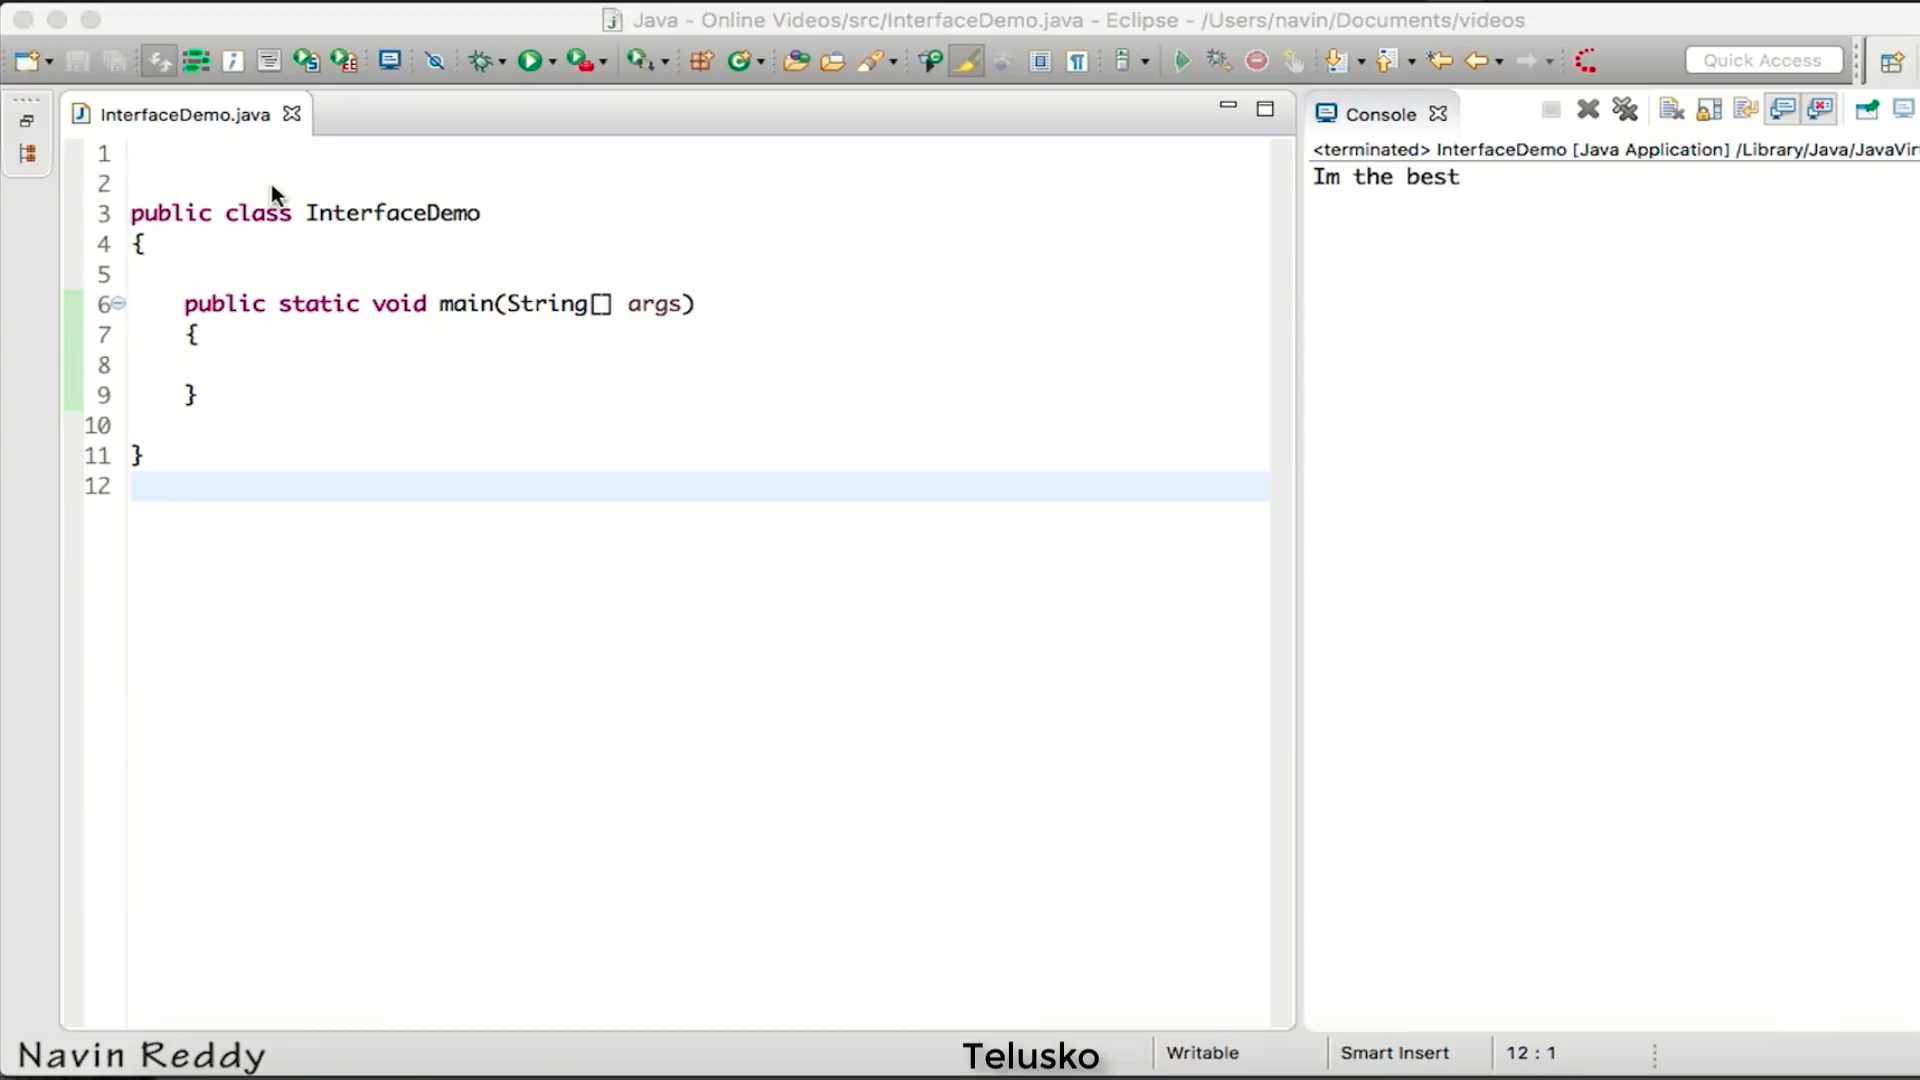 Java - Online Videos/src/InterfaceDemo.java - Eclipse - /Users/navin/Documents/videos
Quick Access
InterfaceDemo.java
Console
<terminated> InterfaceDemo [Java Application] /Library/Java/JavaVir
Im the best
1
2
3 public class InterfaceDemo
4 {
5
6 public static void main(String[] args)
7 {
8
9 }
10
11 }
12
Navin Reddy
Telusko
Writable
Smart Insert
12 : 1